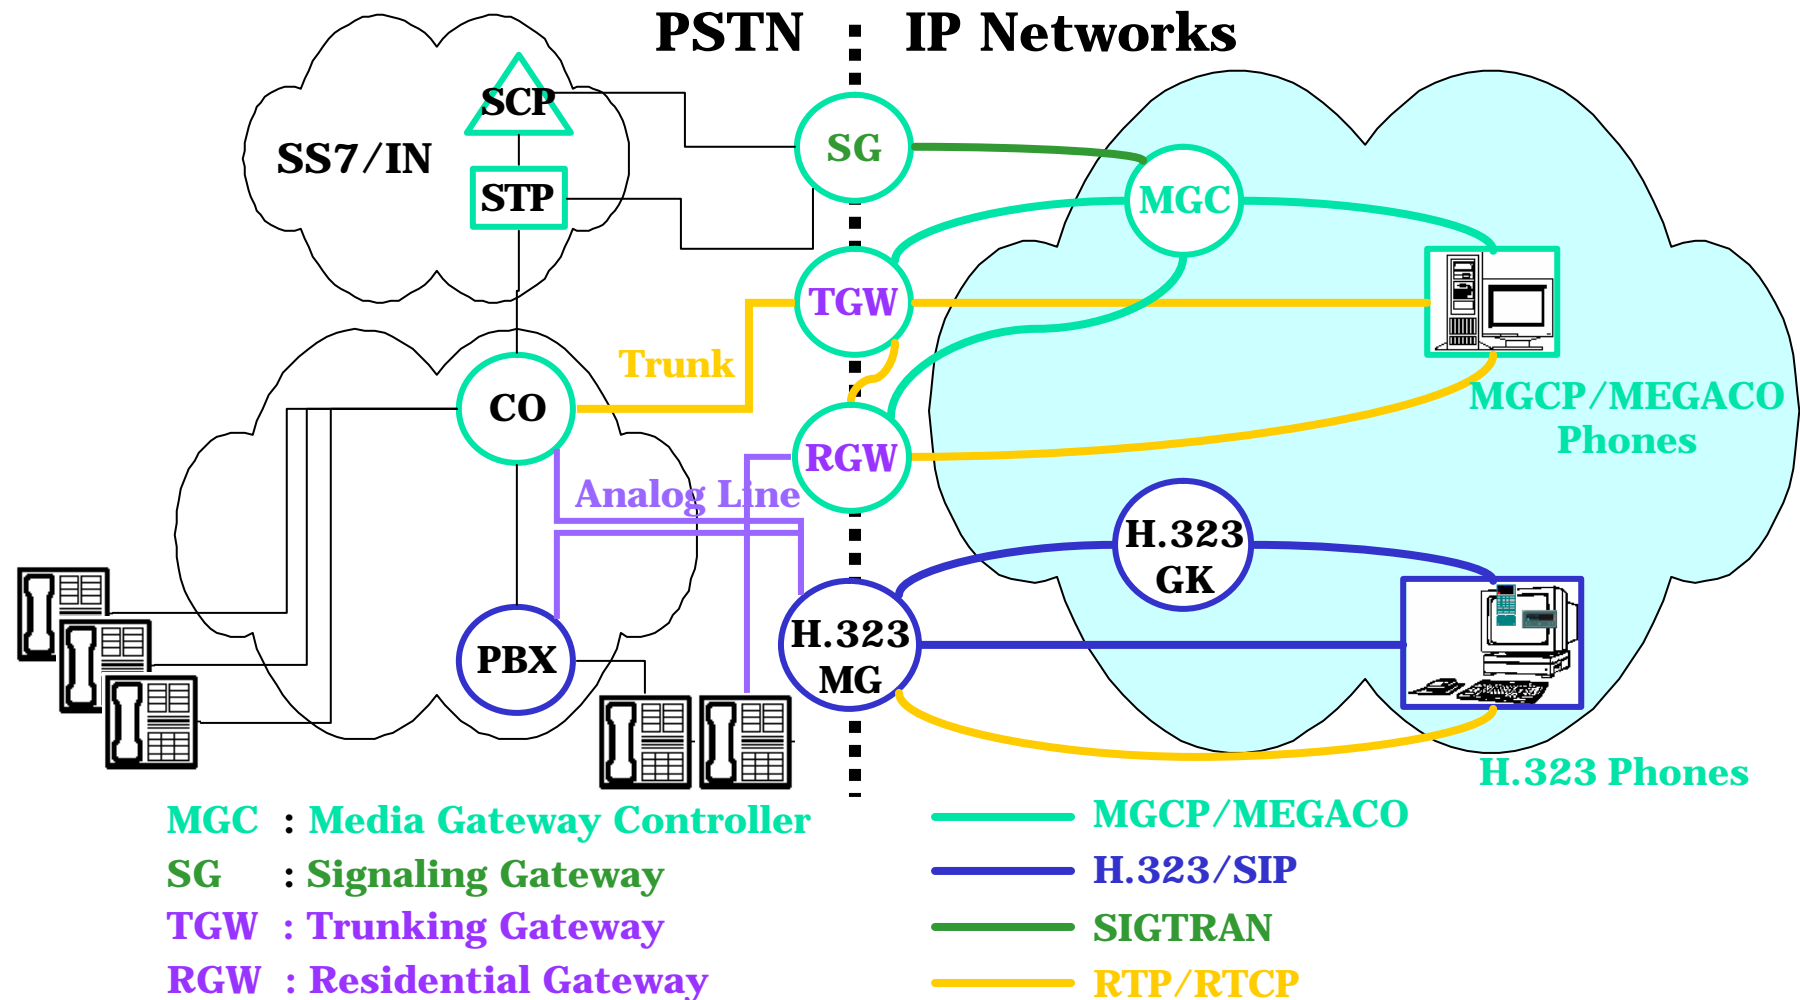 PSTN
IP Networks
SCP
SS7/IN
STP
SG
MGC
TGW
Trunk
CO
MGCP/MEGACO
Phones
RGW
Analog Line
H.323
GK
H.323
MG
PBX
H.323 Phones
MGC : Media Gateway Controller
SG : Signaling Gateway
TGW : Trunking Gateway
RGW : Residential Gateway
MGCP/MEGACO
H.323/SIP
SIGTRAN
RTP/RTCP